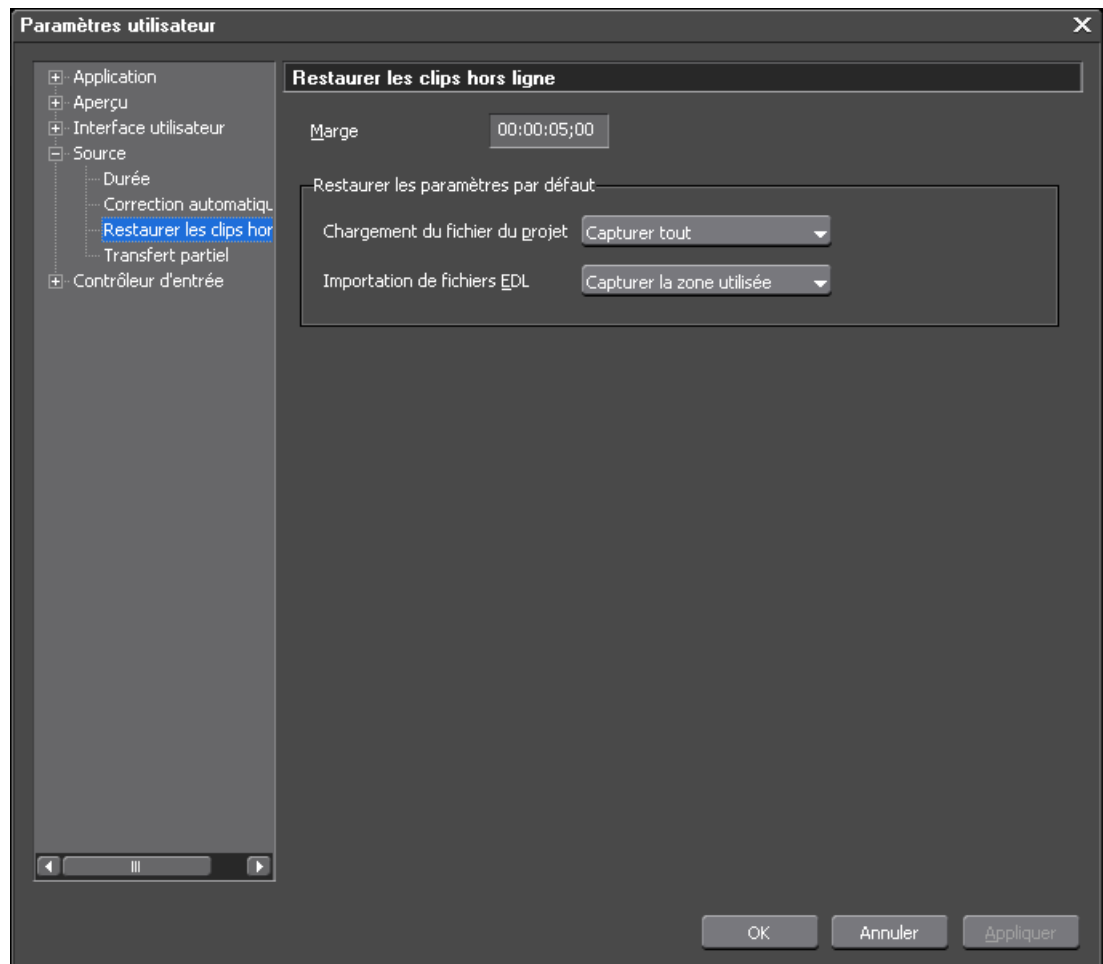 Paramètres utilisateur
Application
Aperçu
Interface utilisateur
Source
Durée
Correction automatiqu
Restaurer les clips hor
Transfert partiel
Contrôleur d'entrée
Restaurer les clips hors ligne
Marge 00:00:05;00
Restaurer les paramètres par défaut
Chargement du fichier du projet Capturer tout
Importation de fichiers EDL Capturer la zone utilisée
OK Annuler Appliquer